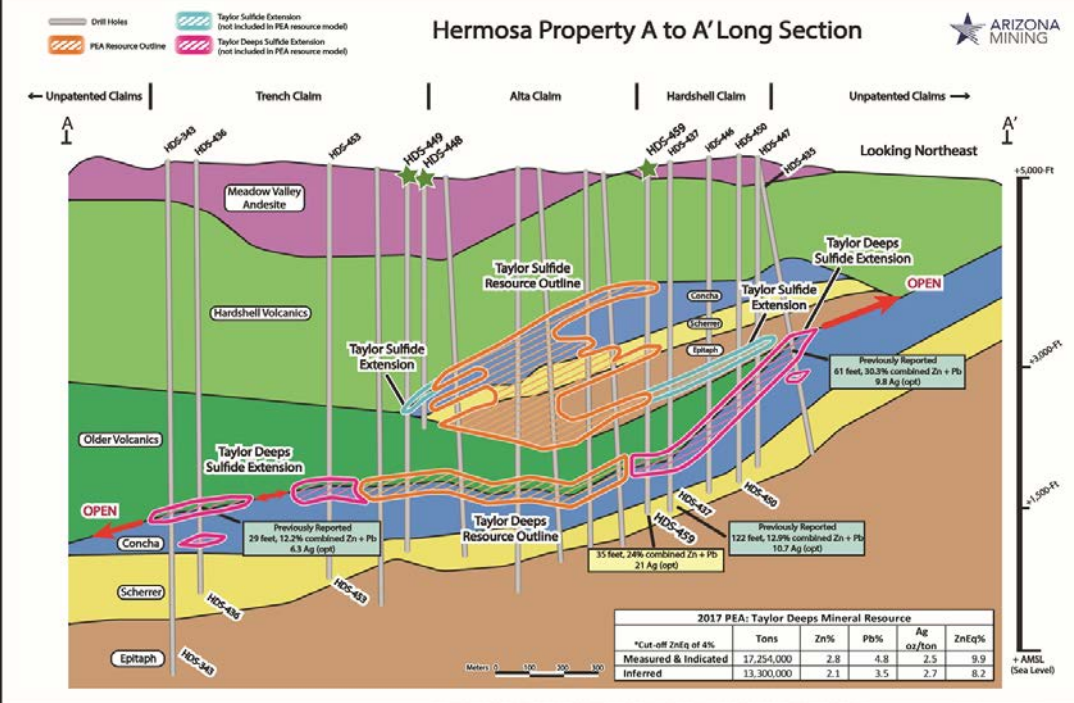 Drill Holes
PEA Resource Outline
Taylor Sulfide Extension
(not included in PEA resource model)
Taylor Deeps Sulfide Extension
(not included in PEA resource model)
Hermosa Property A to A' Long Section
ARIZONA
MINING
← Unpatented Claims
Trench Claim
Alta Claim
Hardshell Claim
Unpatented Claims →
A
A'
HDS-343
HDS-436
HDS-453
HDS-449
HDS-448
HDS-459
HDS-437
HDS-446
HDS-450
HDS-447
HDS-435
Looking Northeast
+5,000-Ft
Meadow Valley
Andesite
Taylor Deeps
Sulfide Extension
Taylor Sulfide
Resource Outline
OPEN
Concha
Taylor Sulfide
Extension
Hardshell Volcanics
Scherrer
Epitaph
Taylor Sulfide
Extension
+3,000-Ft
Previously Reported
61 feet, 30.3% combined Zn + Pb
9.8 Ag (opt)
Older Volcanics
Taylor Deeps
Sulfide Extension
OPEN
+1,500-Ft
HDS-450
HDS-437
HDS-459
Taylor Deeps
Resource Outline
Previously Reported
29 feet, 12.2% combined Zn + Pb
6.3 Ag (opt)
Previously Reported
122 feet, 12.9% combined Zn + Pb
10.7 Ag (opt)
35 feet, 24% combined Zn + Pb
21 Ag (opt)
Concha
Scherrer
HDS-453
HDS-436
Epitaph
HDS-343
Meters 0 100 200 300
2017 PEA: Taylor Deeps Mineral Resource
*Cut-off ZnEq of 4% Tons Zn% Pb% Ag oz/ton ZnEq%
Measured & Indicated 17,254,000 2.8 4.8 2.5 9.9
Inferred 13,300,000 2.1 3.5 2.7 8.2
+ AMSL
(Sea Level)